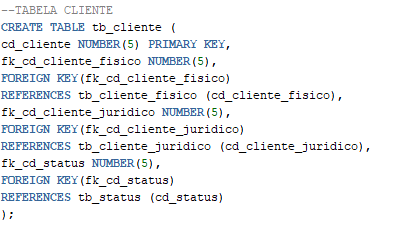 --TABELA CLIENTE
CREATE TABLE tb_cliente (
cd_cliente NUMBER(5) PRIMARY KEY,
fk_cd_cliente_fisico NUMBER(5),
FOREIGN KEY(fk_cd_cliente_fisico)
REFERENCES tb_cliente_fisico (cd_cliente_fisico),
fk_cd_cliente_juridico NUMBER(5),
FOREIGN KEY(fk_cd_cliente_juridico)
REFERENCES tb_cliente_juridico (cd_cliente_juridico),
fk_cd_status NUMBER(5),
FOREIGN KEY(fk_cd_status)
REFERENCES tb_status (cd_status)
);